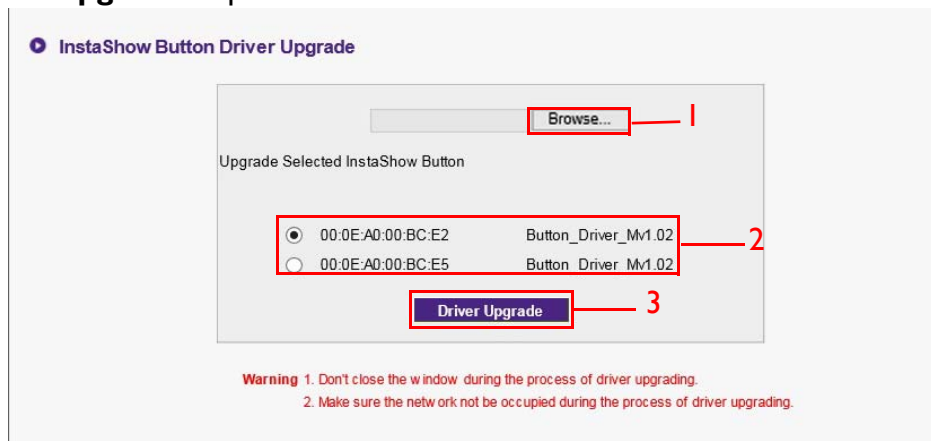 InstaShow Button Driver Upgrade
Browse...
1
Upgrade Selected InstaShow Button
00:0E:A0:00:BC:E2 Button_Driver_Mv1.02
2
00:0E:A0:00:BC:E5 Button_Driver_Mv1.02
Driver Upgrade
3
Warning 1. Don't close the window during the process of driver upgrading.
2. Make sure the network not be occupied during the process of driver upgrading.